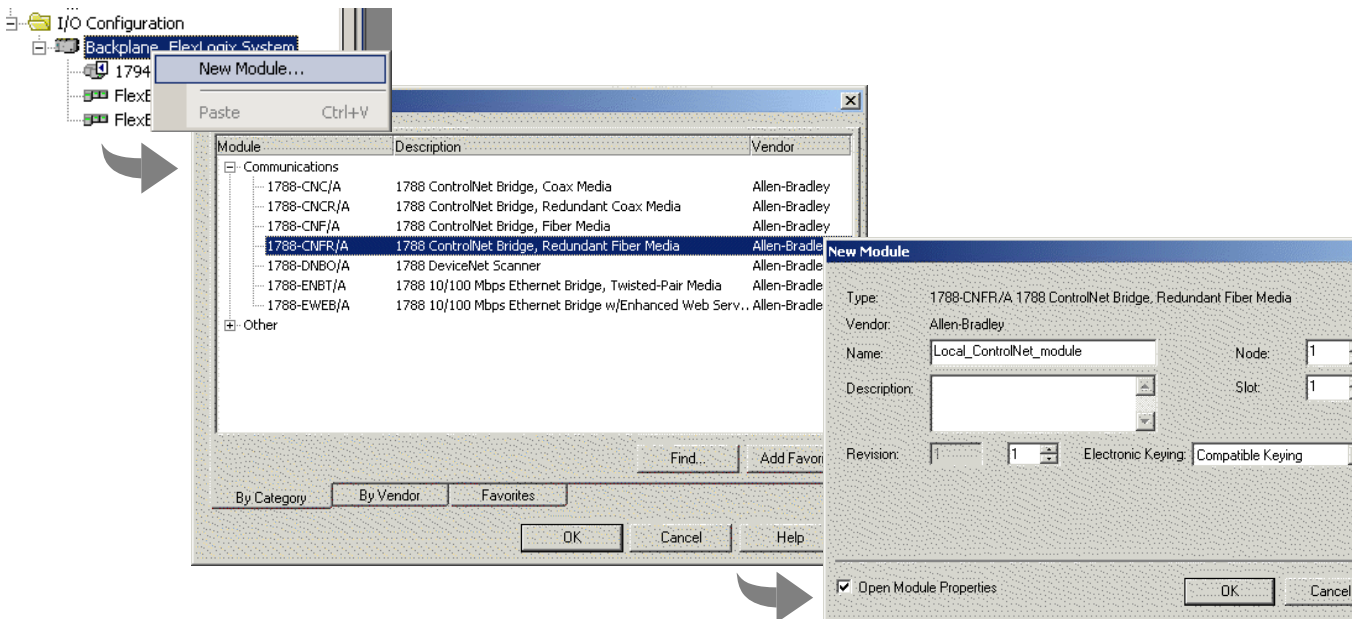 I/O Configuration
Backplane, FlexLogix System
1794
New Module...
FlexB
Paste Ctrl+V
FlexB
Module Description Vendor
Communications
1788-CNC/A 1788 ControlNet Bridge, Coax Media Allen-Bradley
1788-CNCR/A 1788 ControlNet Bridge, Redundant Coax Media Allen-Bradley
1788-CNF/A 1788 ControlNet Bridge, Fiber Media Allen-Bradley
1788-CNFR/A 1788 ControlNet Bridge, Redundant Fiber Media Allen-Bradle
1788-DNBO/A 1788 DeviceNet Scanner Allen-Bradle
1788-ENBT/A 1788 10/100 Mbps Ethernet Bridge, Twisted-Pair Media Allen-Bradle
1788-EWEB/A 1788 10/100 Mbps Ethernet Bridge w/Enhanced Web Serv.. Allen-Bradle
Other
Find... Add Favori
By Category By Vendor Favorites
OK Cancel Help
New Module
Type: 1788-CNFR/A 1788 ControlNet Bridge, Redundant Fiber Media
Vendor: Allen-Bradley
Name: Local_ControlNet_module Node: 1
Description: Slot: 1
Revision: 1 1 Electronic Keying: Compatible Keying
Open Module Properties OK Cancel